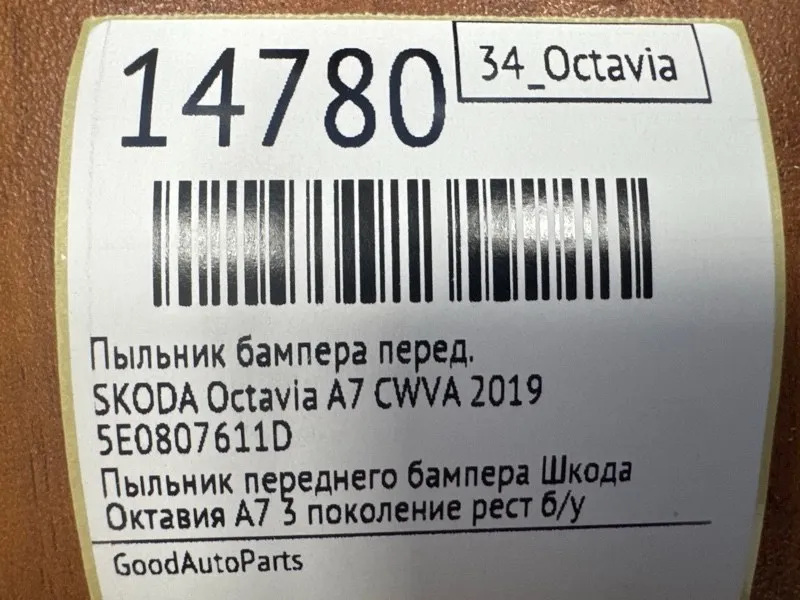 14780
34_Octavia
Пыльник бампера перед.
SKODA Octavia A7 CWVA 2019
5E0807611D
Пыльник переднего бампера Шкода
Октавия А7 3 поколение рест б/у
GoodAutoParts